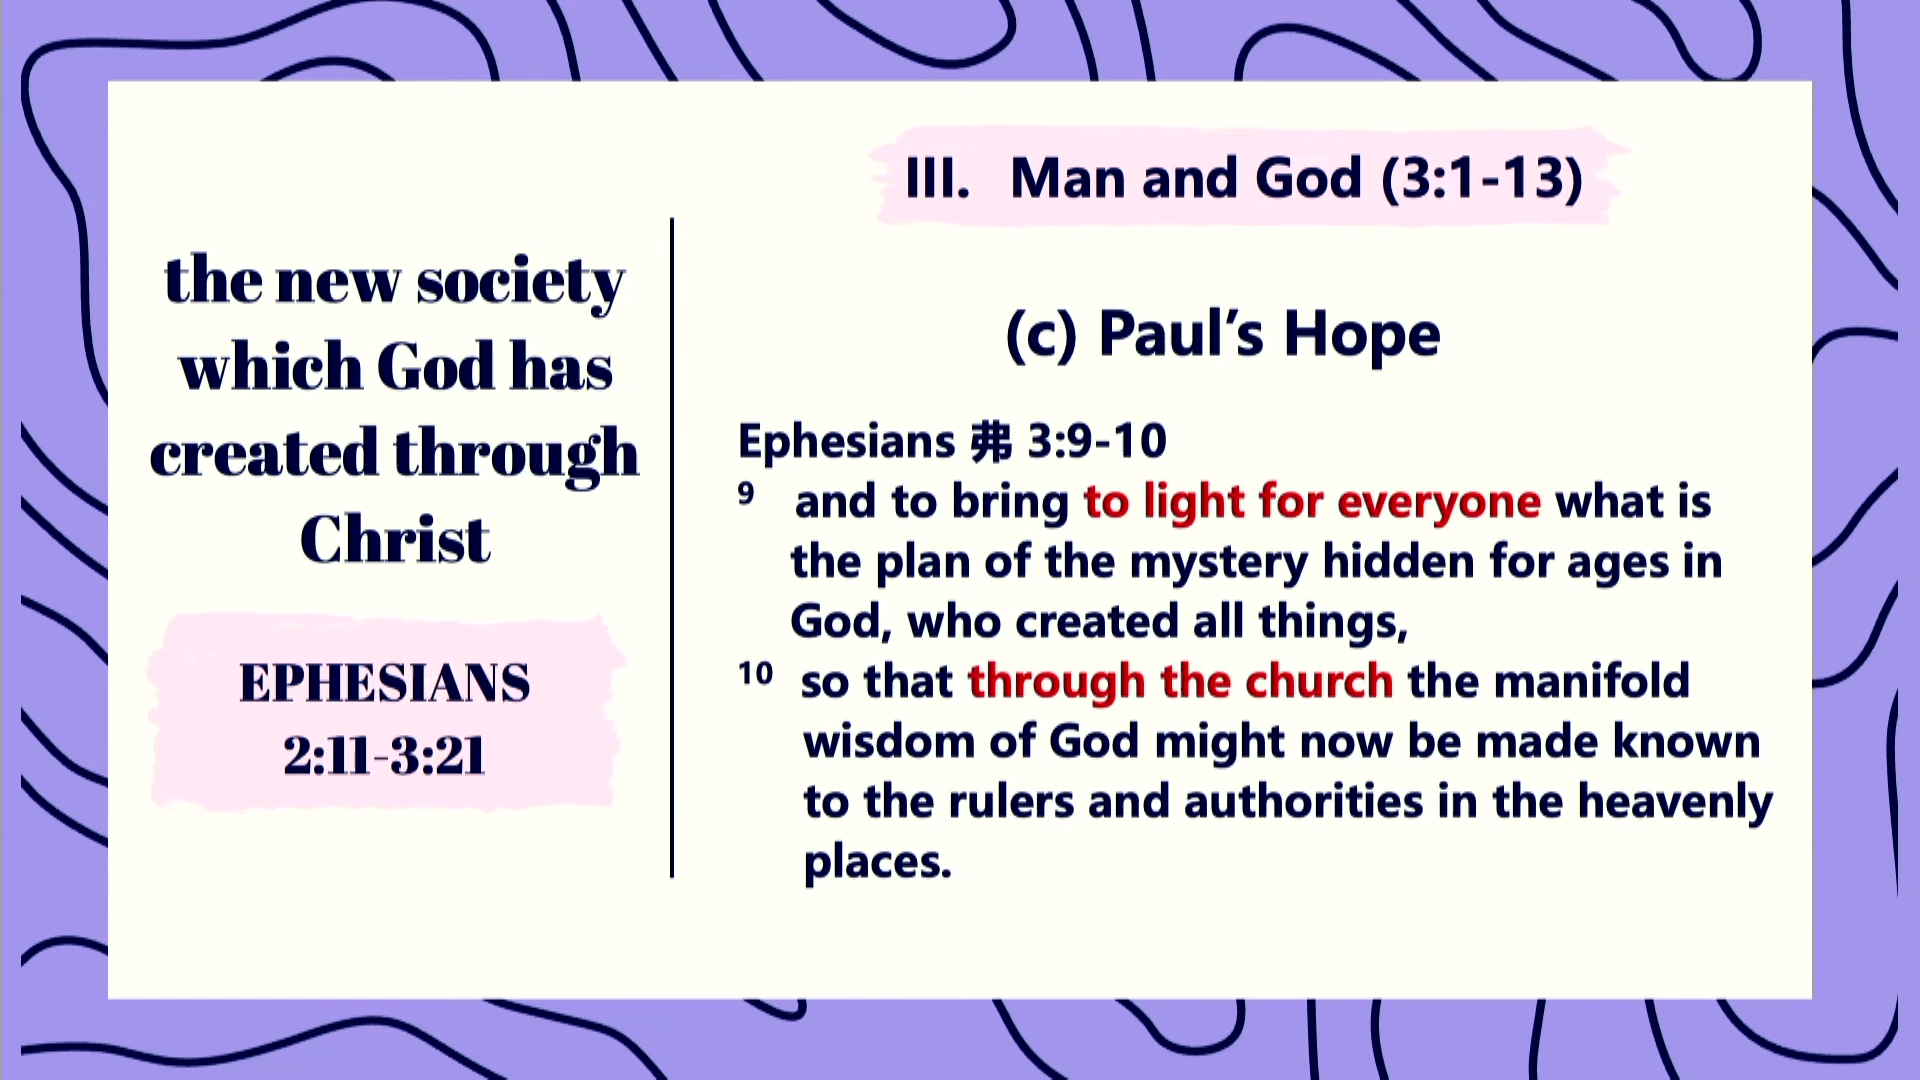 the new society
which God has
created through
Christ
EPHESIANS
2:11-3:21
III. Man and God (3:1-13)
(c) Paul’s Hope
Ephesians 弗 3:9-10
9 and to bring to light for everyone what is
the plan of the mystery hidden for ages in
God, who created all things,
10 so that through the church the manifold
wisdom of God might now be made known
to the rulers and authorities in the heavenly
places.